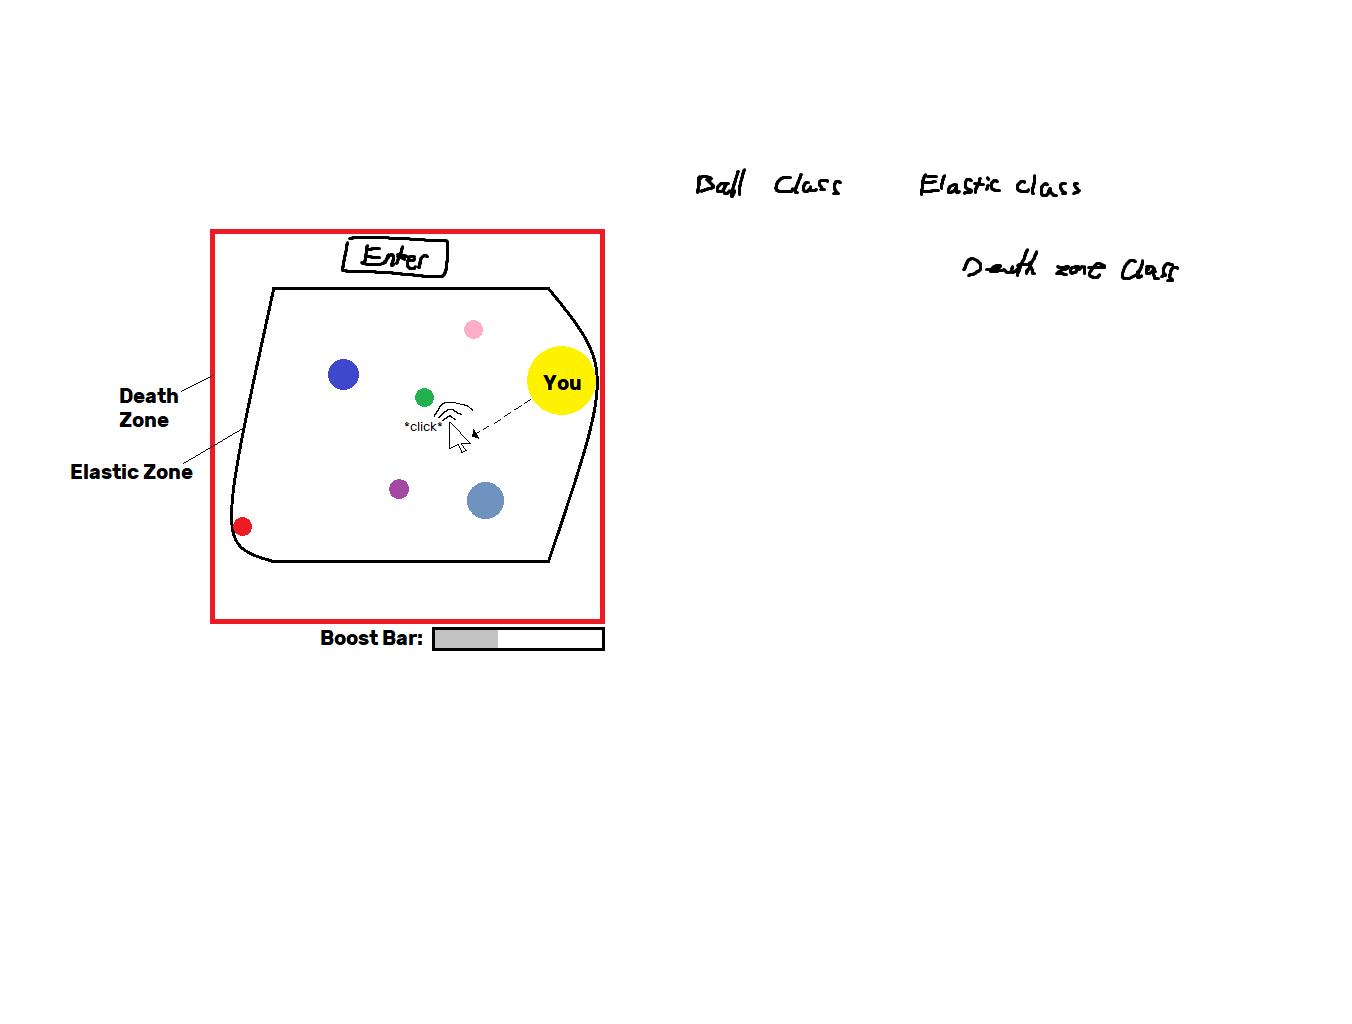 Ball Class
Elastic class
Death zone Class
Enter
You
Death
Zone
*click*
Elastic Zone
Boost Bar: